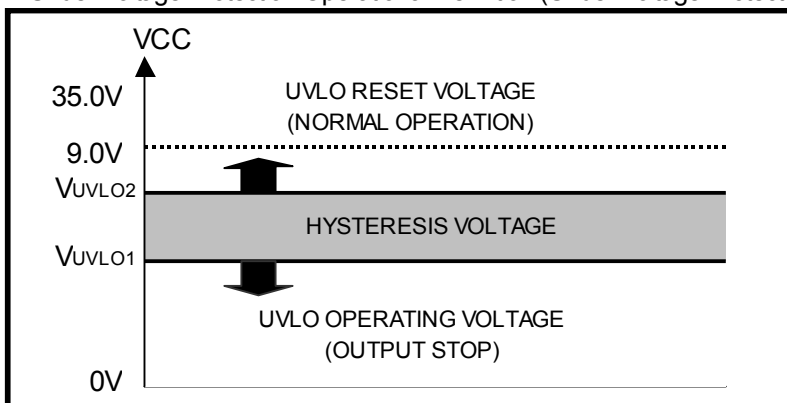 VCC
35.0V
UVLO RESET VOLTAGE
(NORMAL OPERATION)
9.0V
VUVLO2
HYSTERESIS VOLTAGE
VUVLO1
UVLO OPERATING VOLTAGE
(OUTPUT STOP)
0V